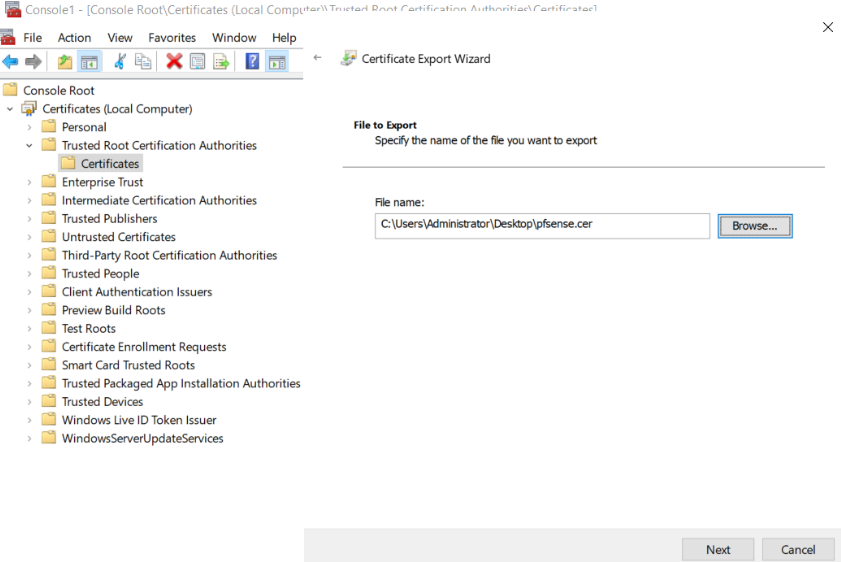 Console1 - [Console Root\Certificates (Local Computer)\Trusted Root Certification Authorities\Certificates]
File Action View Favorites Window Help
Console Root
Certificates (Local Computer)
Personal
Trusted Root Certification Authorities
Certificates
Enterprise Trust
Intermediate Certification Authorities
Trusted Publishers
Untrusted Certificates
Third-Party Root Certification Authorities
Trusted People
Client Authentication Issuers
Preview Build Roots
Test Roots
Certificate Enrollment Requests
Smart Card Trusted Roots
Trusted Packaged App Installation Authorities
Trusted Devices
Windows Live ID Token Issuer
WindowsServerUpdateServices
Certificate Export Wizard
File to Export
Specify the name of the file you want to export
File name:
C:\Users\Administrator\Desktop\pfsense.cer
Browse...
Next Cancel